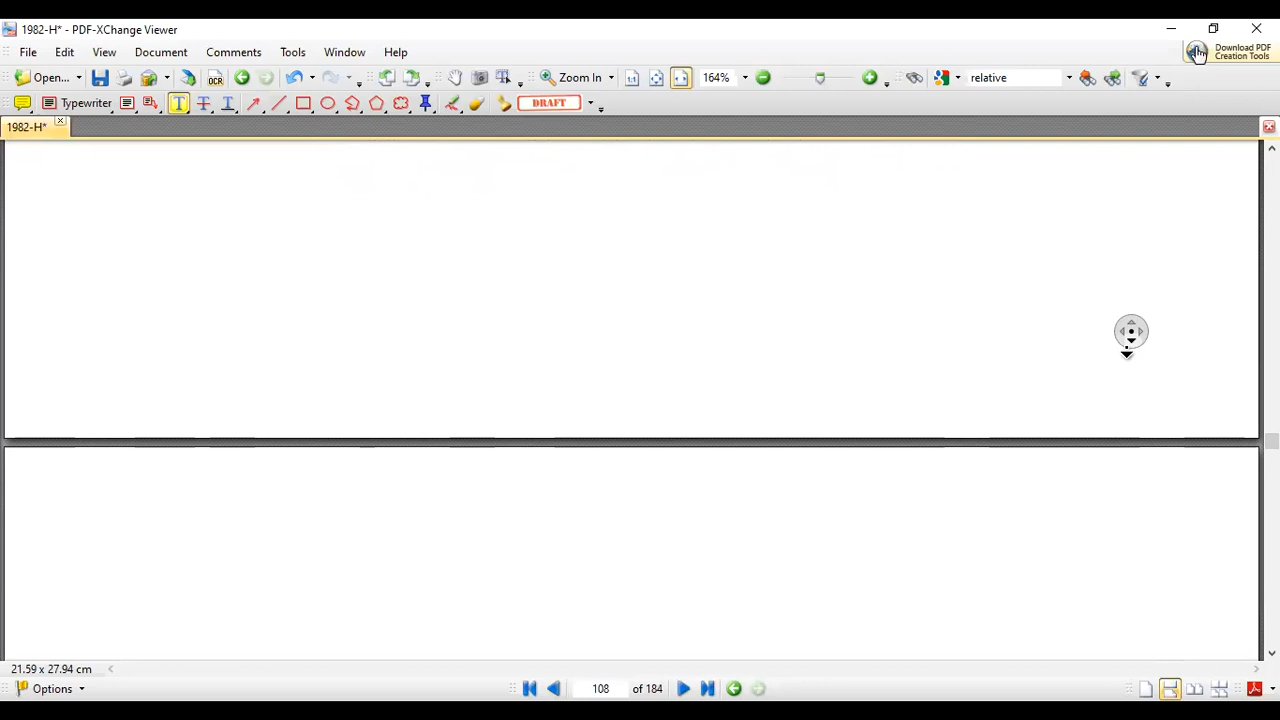 1982-H* - PDF-XChange Viewer
File Edit View Document Comments Tools Window Help
Download PDF
Creation Tools
Open... OCR Zoom In 164% relative
Typewriter T T T DRAFT
1982-H*
21.59 x 27.94 cm
Options 108 of 184